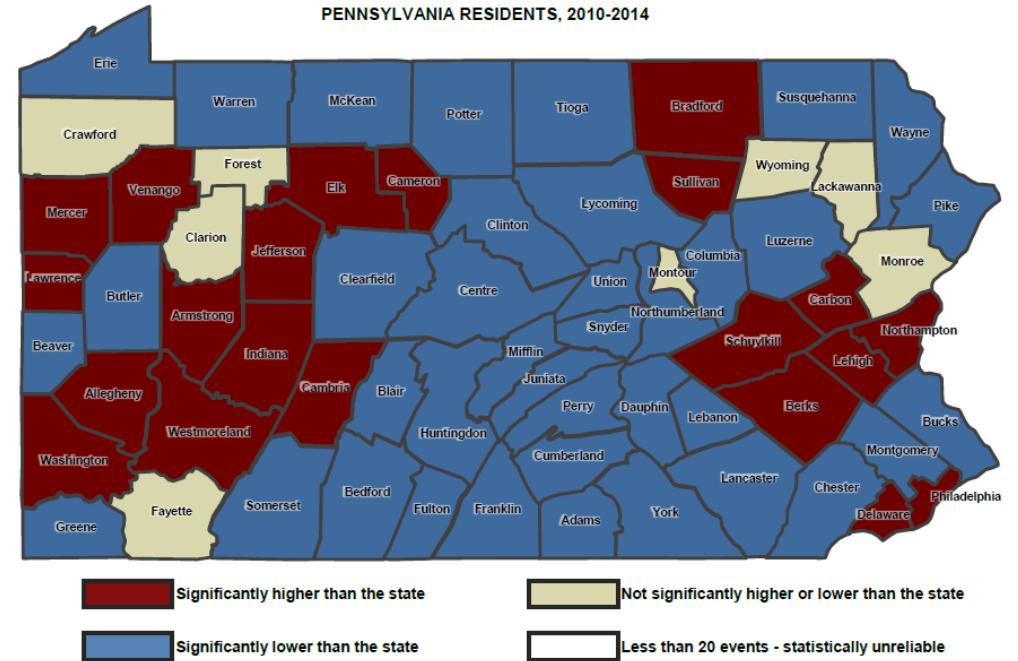 PENNSYLVANIA RESIDENTS, 2010-2014
Erie
Warren
McKean
Potter
Tioga
Bradford
Susquehanna
Wayne
Crawford
Forest
Wyoming
Lackawanna
Venango
Elk
Cameron
Sullivan
Pike
Mercer
Lycoming
Clarion
Clinton
Jefferson
Columbia
Luzerne
Monroe
Lawrence
Clearfield
Montour
Union
Centre
Butler
Carbon
Armstrong
Northumberland
Northampton
Snyder
Schuylkill
Beaver
Indiana
Mifflin
Lehigh
Juniata
Cambria
Blair
Allegheny
Perry
Dauphin
Berks
Lebanon
Bucks
Westmoreland
Huntingdon
Montgomery
Washington
Cumberland
Lancaster
Chester
Philadelphia
Bedford
Somerset
Fulton
Franklin
Fayette
York
Delaware
Adams
Greene
Significantly higher than the state
Not significantly higher or lower than the state
Significantly lower than the state
Less than 20 events - statistically unreliable